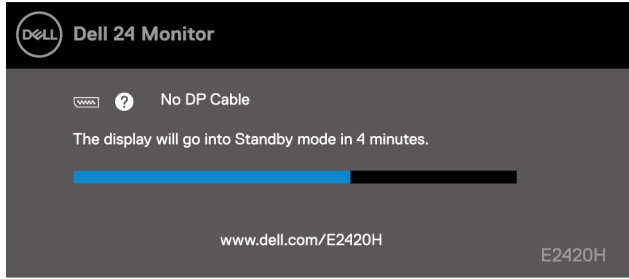 DELL
Dell 24 Monitor
? No DP Cable
The display will go into Standby mode in 4 minutes.
www.dell.com/E2420H
E2420H